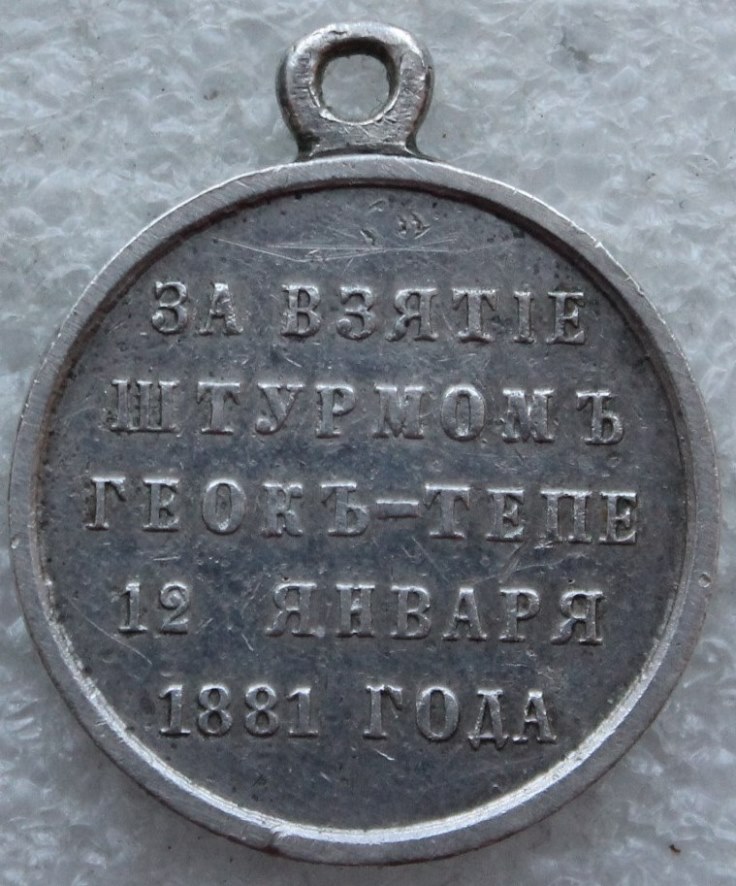 ЗА ВЗЯТІЕ
ШТУРМОМЪ
ГЕОКЪ=ТЕПЕ
12 ЯНВАРЯ
1881 ГОДА